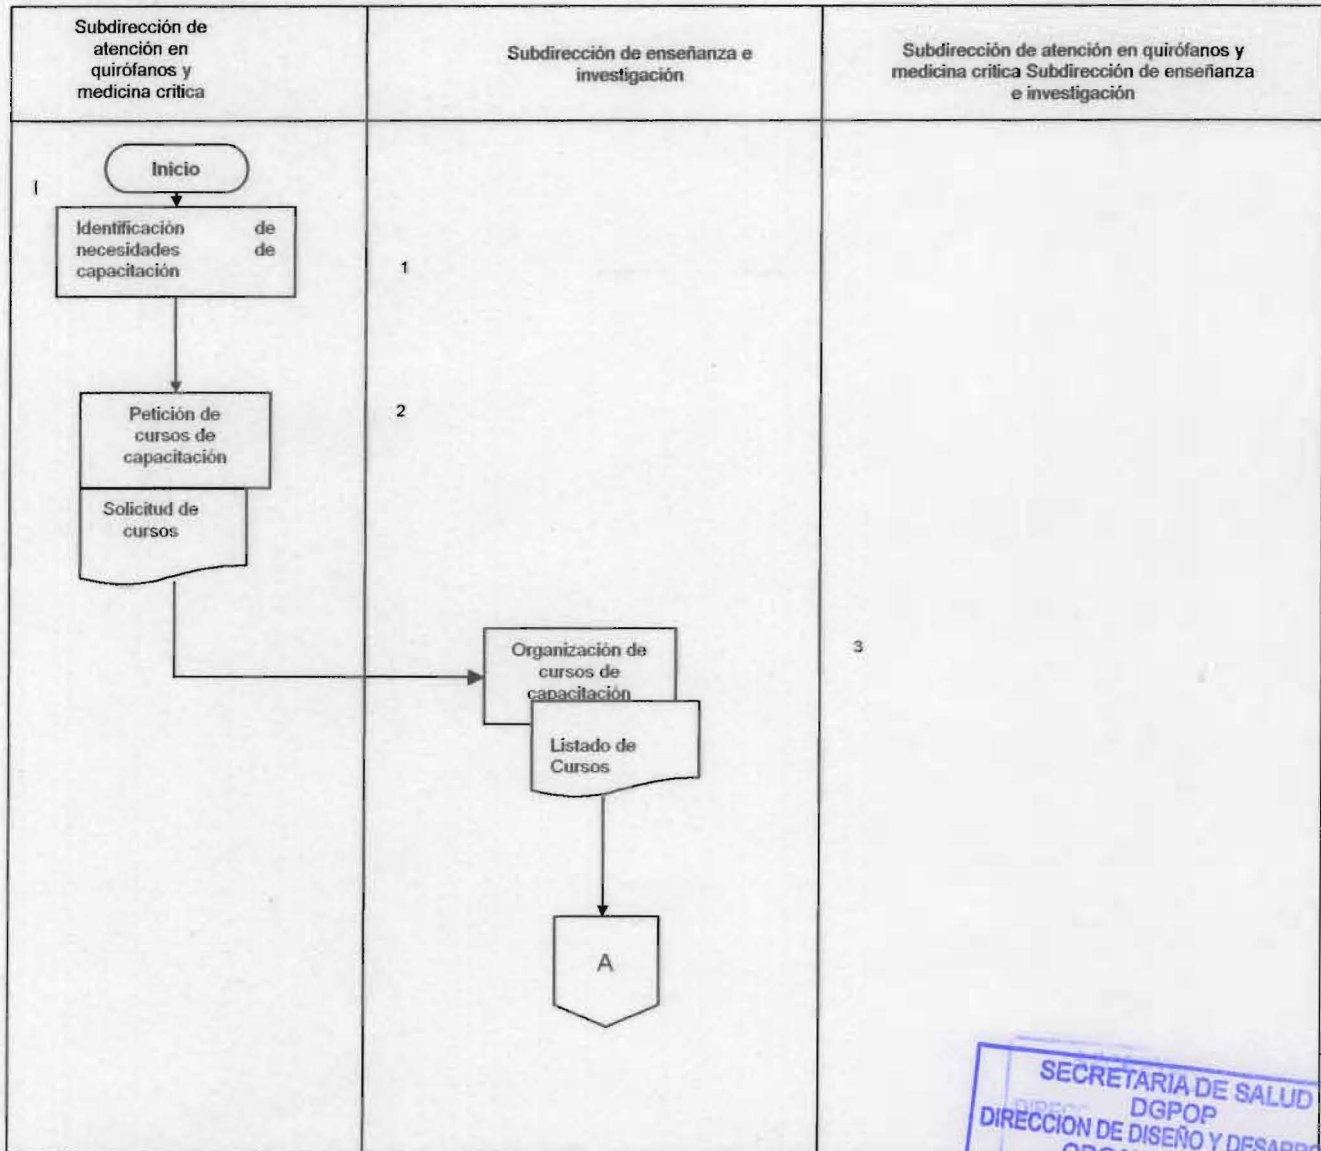 Subdirección de
atención en
quirófanos y
medicina critica
Subdirección de enseñanza e
investigación
Subdirección de atención en quirófanos y
medicina critica Subdirección de enseñanza
e investigación
Inicio
Identificación de
necesidades de
capacitación
1
Petición de
cursos de
capacitación
2
Solicitud de
cursos
Organización de
cursos de
capacitación
3
Listado de
Cursos
A
SECRETARIA DE SALUD
DGPOP
DIRECCION DE DISEÑO Y